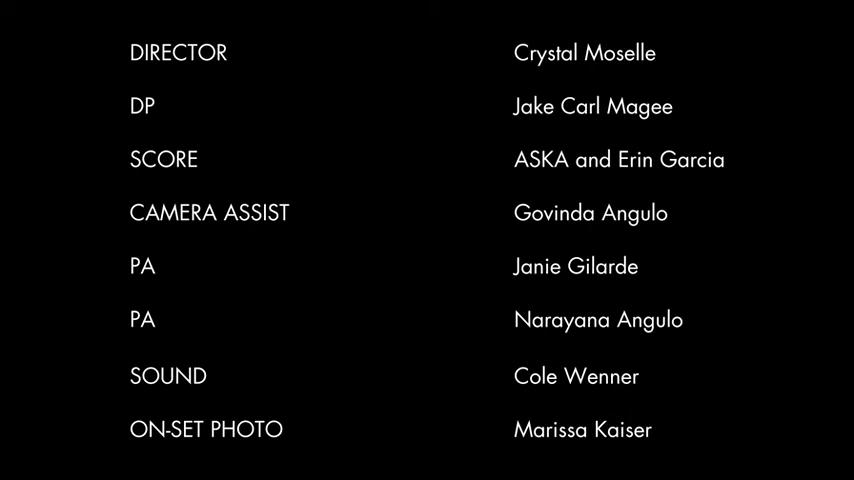 DIRECTOR Crystal Moselle
DP Jake Carl Magee
SCORE ASKA and Erin Garcia
CAMERA ASSIST Govinda Angulo
PA Janie Gilarde
PA Narayana Angulo
SOUND Cole Wenner
ON-SET PHOTO Marissa Kaiser